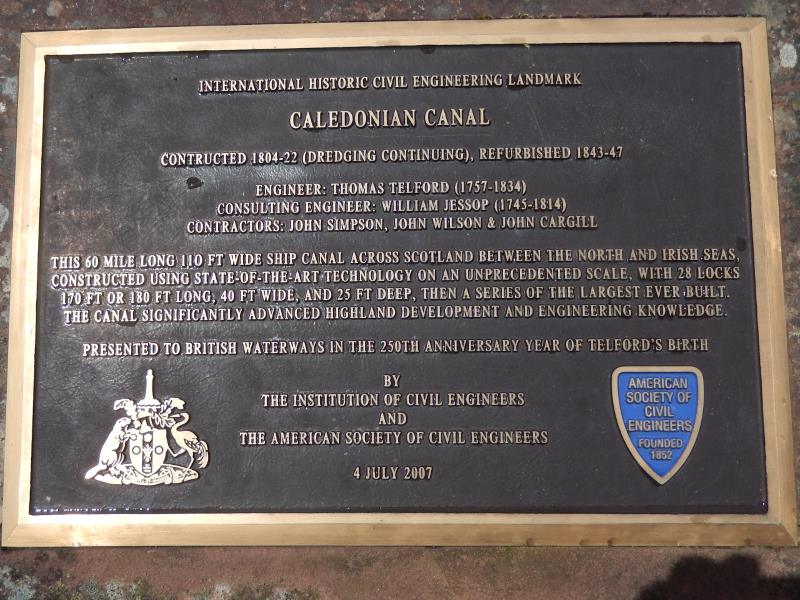 INTERNATIONAL HISTORIC CIVIL ENGINEERING LANDMARK
CALEDONIAN CANAL
CONTRUCTED 1804-22 (DREDGING CONTINUING), REFURBISHED 1843-47
ENGINEER: THOMAS TELFORD (1757-1834)
CONSULTING ENGINEER: WILLIAM JESSOP (1745-1814)
CONTRACTORS: JOHN SIMPSON, JOHN WILSON & JOHN CARGILL
THIS 60 MILE LONG 110 FT WIDE SHIP CANAL ACROSS SCOTLAND BETWEEN THE NORTH AND IRISH SEAS,
CONSTRUCTED USING STATE-OF-THE-ART TECHNOLOGY ON AN UNPRECEDENTED SCALE, WITH 28 LOCKS
170 FT OR 180 FT LONG, 40 FT WIDE, AND 25 FT DEEP, THEN A SERIES OF THE LARGEST EVER BUILT.
THE CANAL SIGNIFICANTLY ADVANCED HIGHLAND DEVELOPMENT AND ENGINEERING KNOWLEDGE.
PRESENTED TO BRITISH WATERWAYS IN THE 250TH ANNIVERSARY YEAR OF TELFORD'S BIRTH
BY
THE INSTITUTION OF CIVIL ENGINEERS
AND
THE AMERICAN SOCIETY OF CIVIL ENGINEERS
4 JULY 2007
AMERICAN
SOCIETY OF
CIVIL
ENGINEERS
FOUNDED
1852